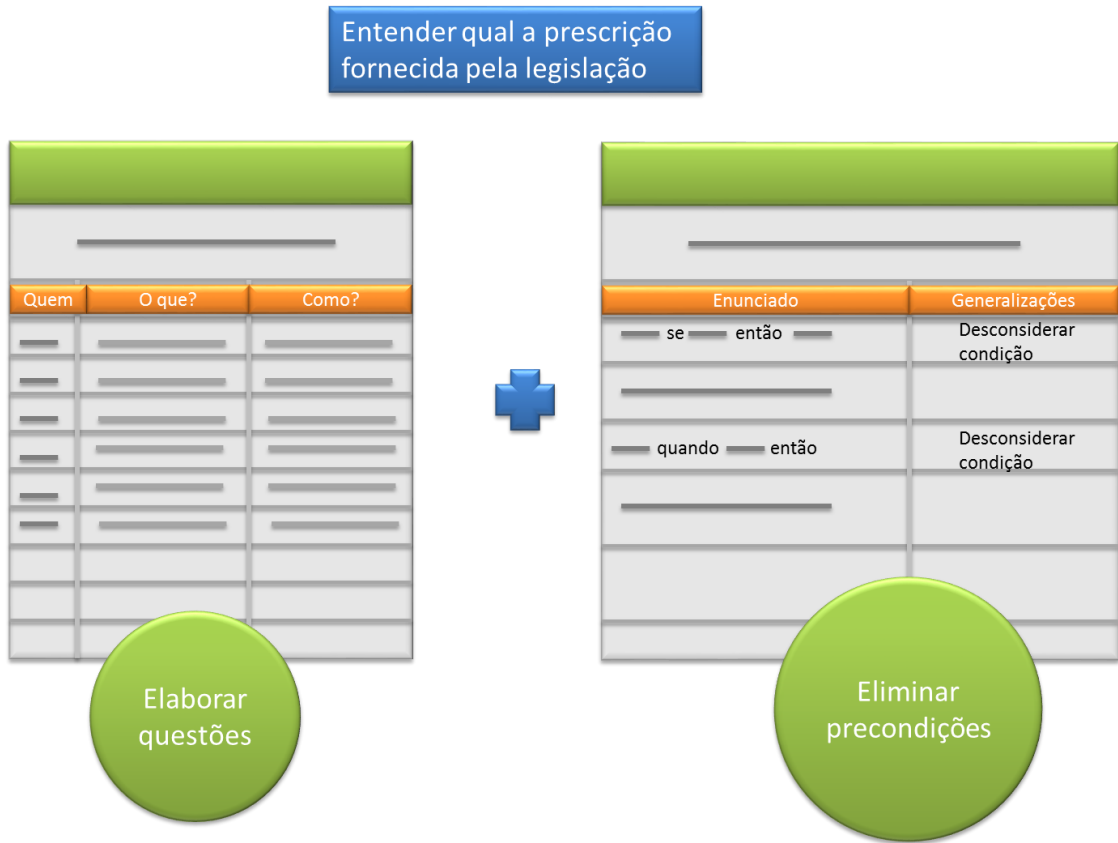 Entender qual a prescrição
fornecida pela legislação
Quem
O que?
Como?
Elaborar
questões
Enunciado
Generalizações
se então
Desconsiderar
condição
quando então
Desconsiderar
condição
Eliminar
precondições